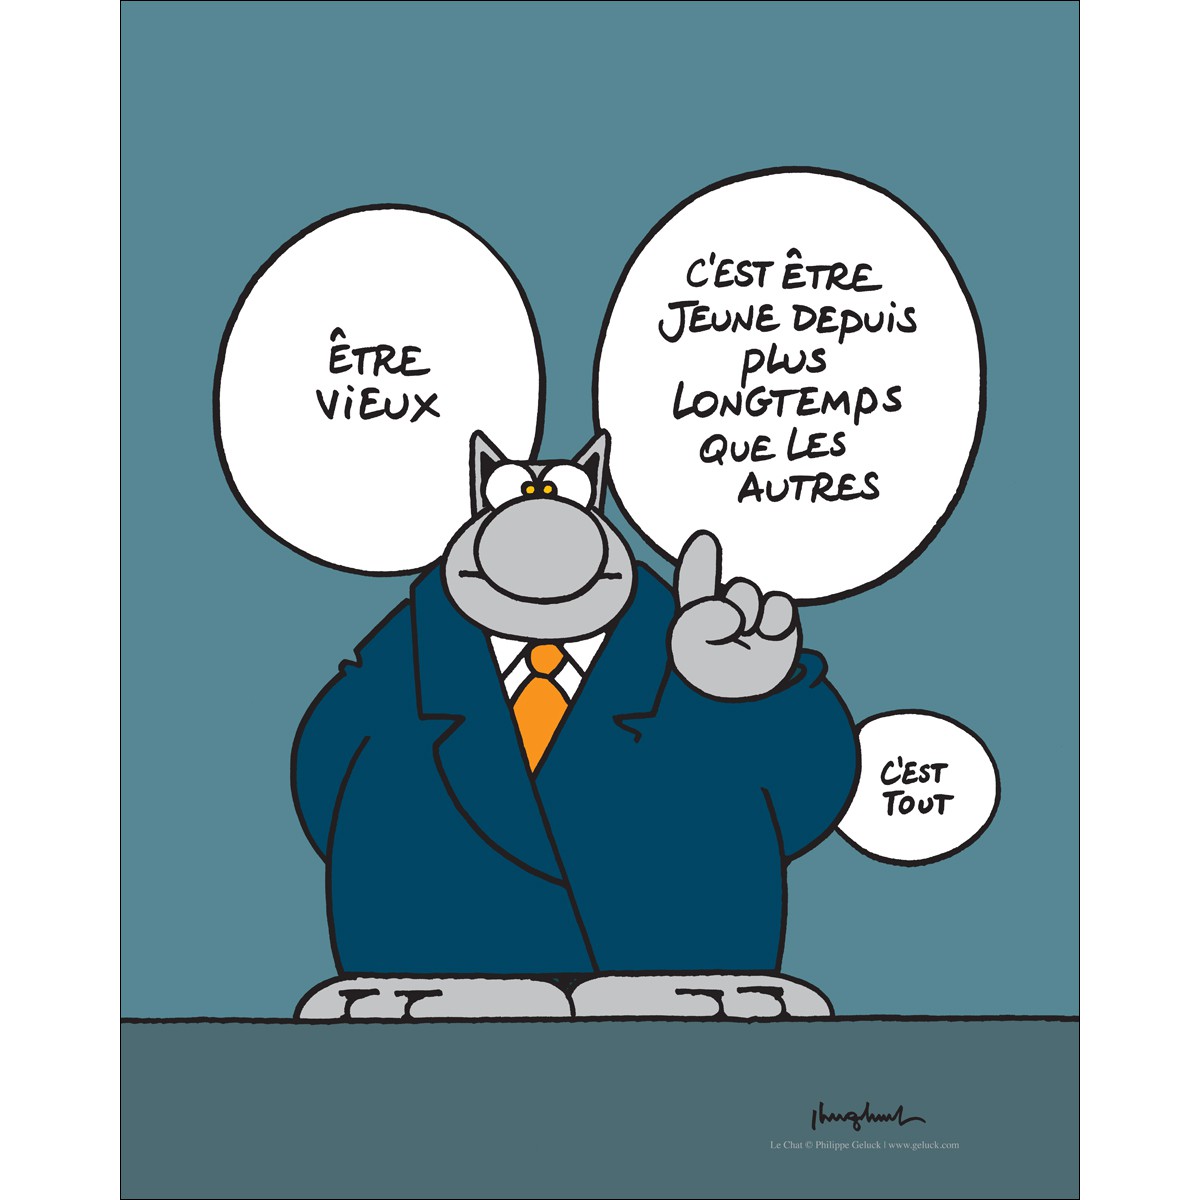 ÊTRE
ViEUX
C'EST ÊTRE
JEUNE DEPUiS
PLUS
LONGTEMPS
QUE LES
AUTRES
C'EST
TOUT
Le Chat © Philippe Geluck | www.geluck.com